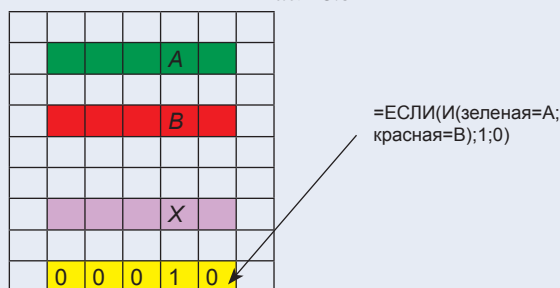 A
B
=ЕСЛИ(И(зеленая=A;
красная=B);1;0)
X
0 0 0 1 0